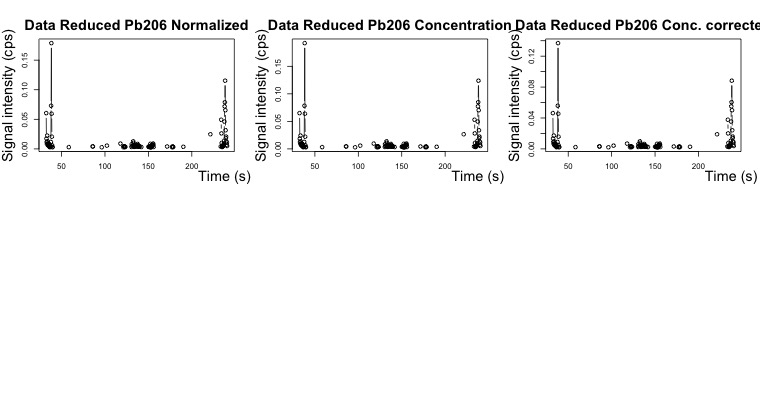 Data Reduced Pb206 Normalized
Signal intensity (cps)
0.00 0.05 0.10 0.15
50 100 150 200
Time (s)
Data Reduced Pb206 Concentration
Signal intensity (cps)
0.00 0.05 0.10 0.15
50 100 150 200
Time (s)
Data Reduced Pb206 Conc. correcte
Signal intensity (cps)
0.00 0.04 0.08 0.12
50 100 150 200
Time (s)